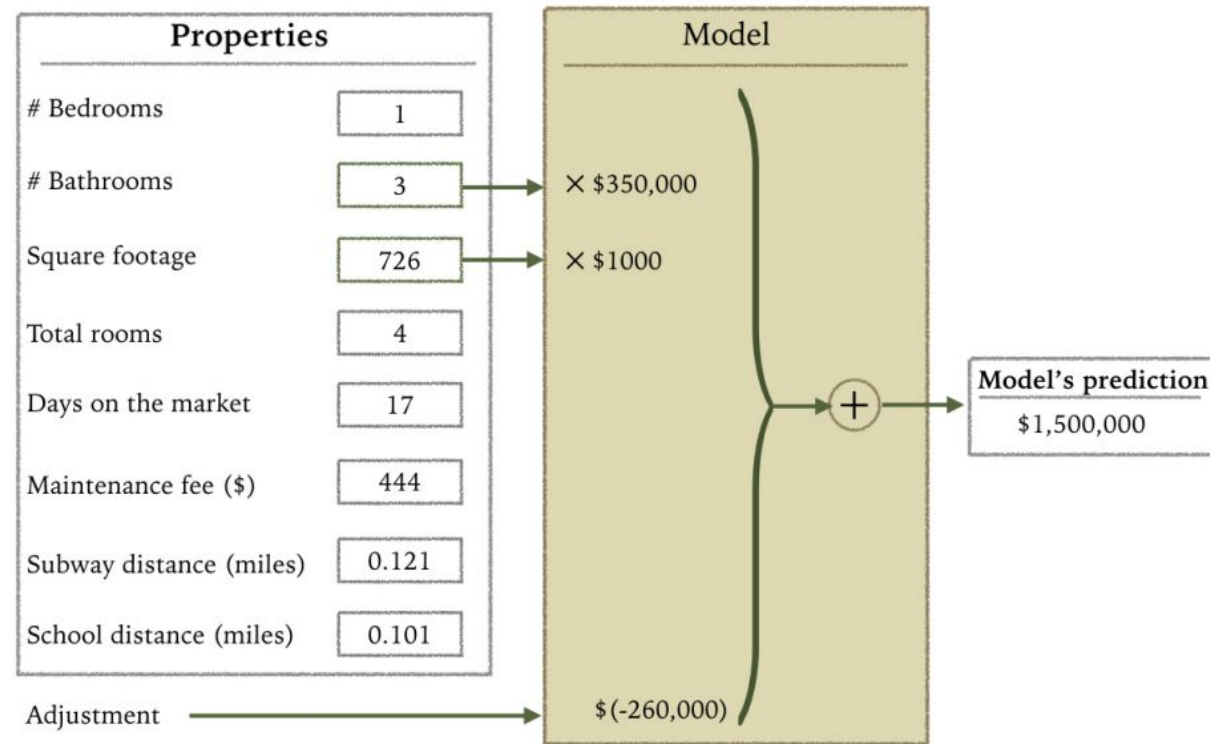 Properties
Model
# Bedrooms
1
# Bathrooms
3
× $350,000
Square footage
726
× $1000
Total rooms
4
Days on the market
17
+
Model's prediction
$1,500,000
Maintenance fee ($)
444
Subway distance (miles)
0.121
School distance (miles)
0.101
Adjustment
$(-260,000)